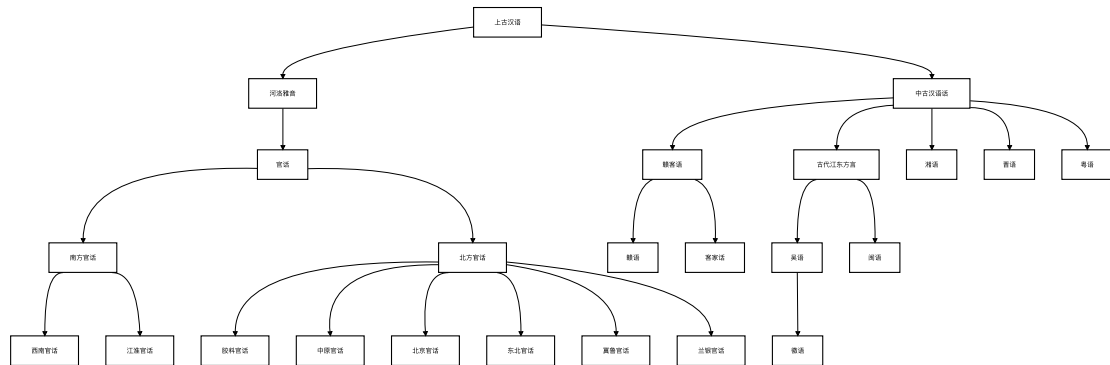 上古汉语
河洛雅音
中古汉语话
官话
赣客语
古代江东方言
湘语
晋语
粤语
南方官话
北方官话
赣语
客家话
吴语
闽语
西南官话
江淮官话
胶料官话
中原官话
北京官话
东北官话
冀鲁官话
兰银官话
徽语